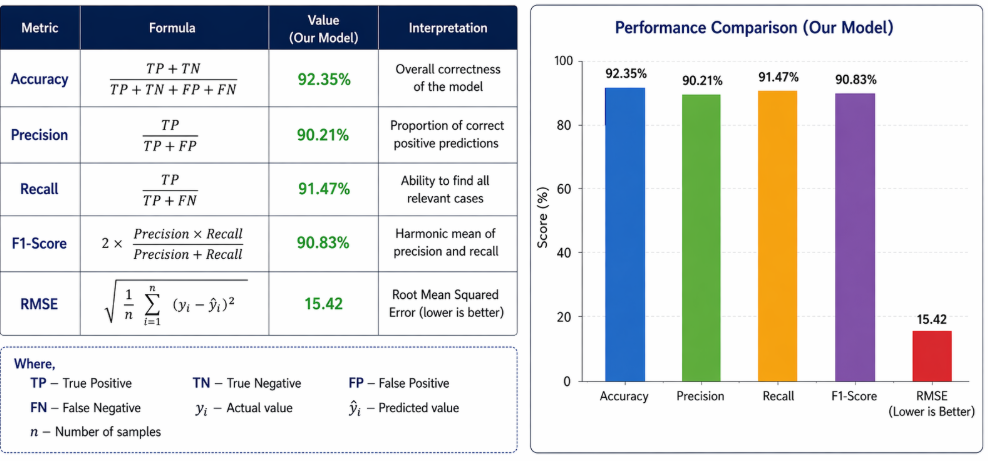 Metric Formula Value (Our Model) Interpretation
Accuracy
TP + TN
TP + TN + FP + FN
92.35%
Overall correctness
of the model
Precision
TP
TP + FP
90.21%
Proportion of correct
positive predictions
Recall
TP
TP + FN
91.47%
Ability to find all
relevant cases
F1-Score
2 × Precision × Recall
Precision + Recall
90.83%
Harmonic mean of
precision and recall
RMSE
√ 1/n n ∑ i=1 (yᵢ − ŷᵢ)²
15.42
Root Mean Squared
Error (lower is better)
Where,
TP – True Positive TN – True Negative FP – False Positive
FN – False Negative yᵢ – Actual value ŷᵢ – Predicted value
n – Number of samples
Performance Comparison (Our Model)
Score (%)
100
80
60
40
20
0
92.35% 90.21% 91.47% 90.83% 15.42
Accuracy Precision Recall F1-Score RMSE
(Lower is Better)